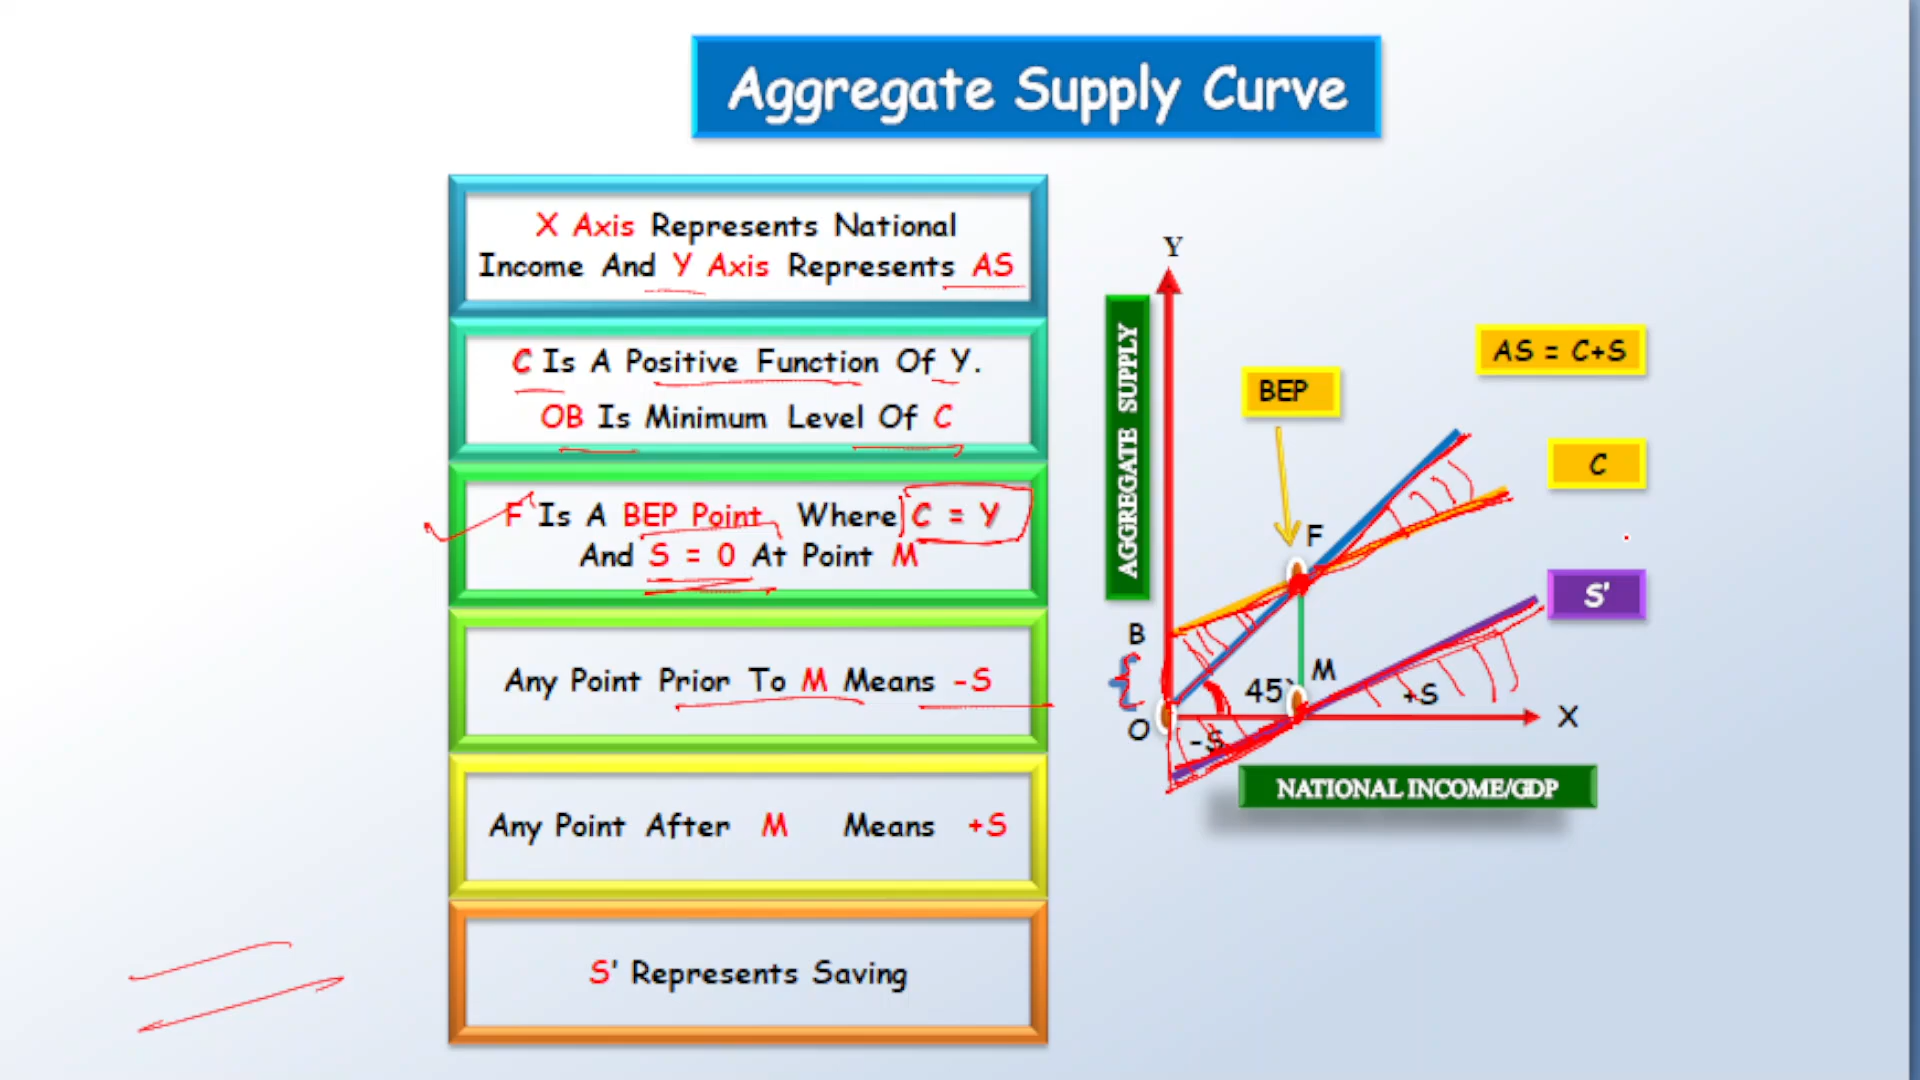 Aggregate Supply Curve
X Axis Represents National
Income And Y Axis Represents AS
C Is A Positive Function Of Y.
OB Is Minimum Level Of C
F Is A BEP Point Where C = Y
And S = 0 At Point M
Any Point Prior To M Means -S
Any Point After M Means +S
S' Represents Saving
Y
AGGREGATE SUPPLY
AS = C+S
BEP
C
F
S'
B
M
45°
+S
O
X
-S
NATIONAL INCOME/GDP